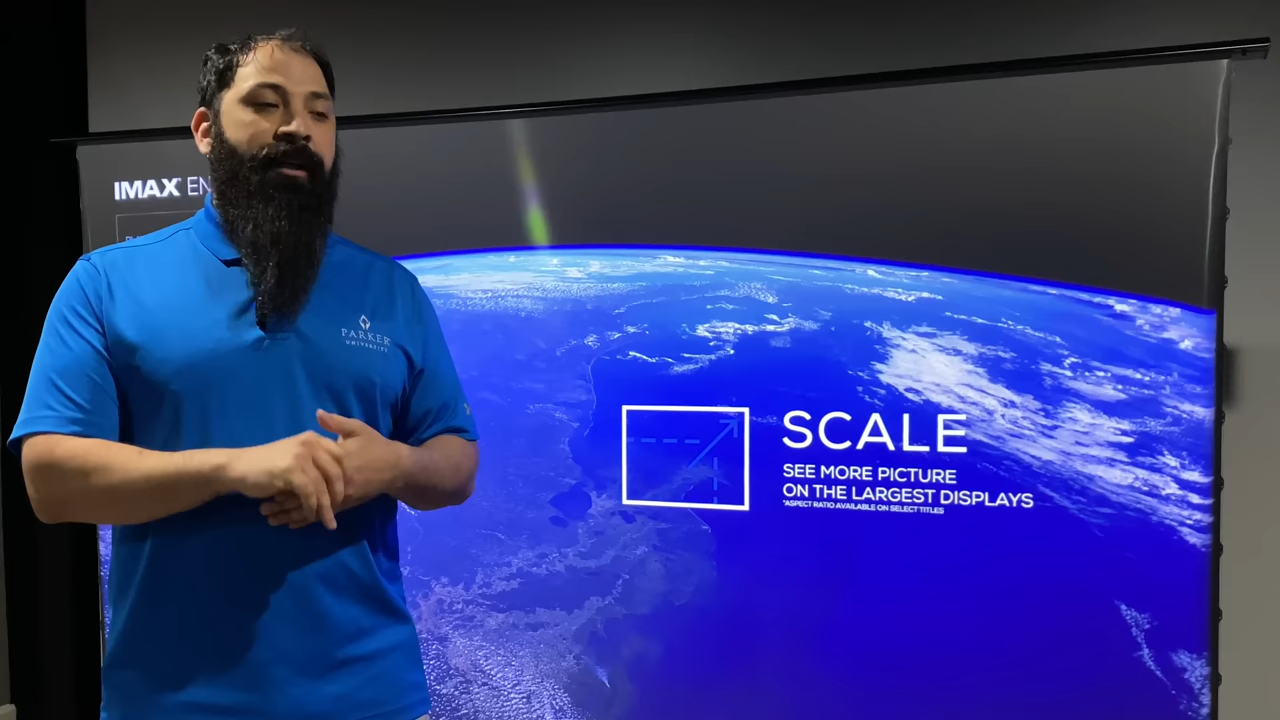 IMAX EN
PARKER
UNIVERSITY
SCALE
SEE MORE PICTURE
ON THE LARGEST DISPLAYS
*ASPECT RATIO AVAILABLE ON SELECT TITLES